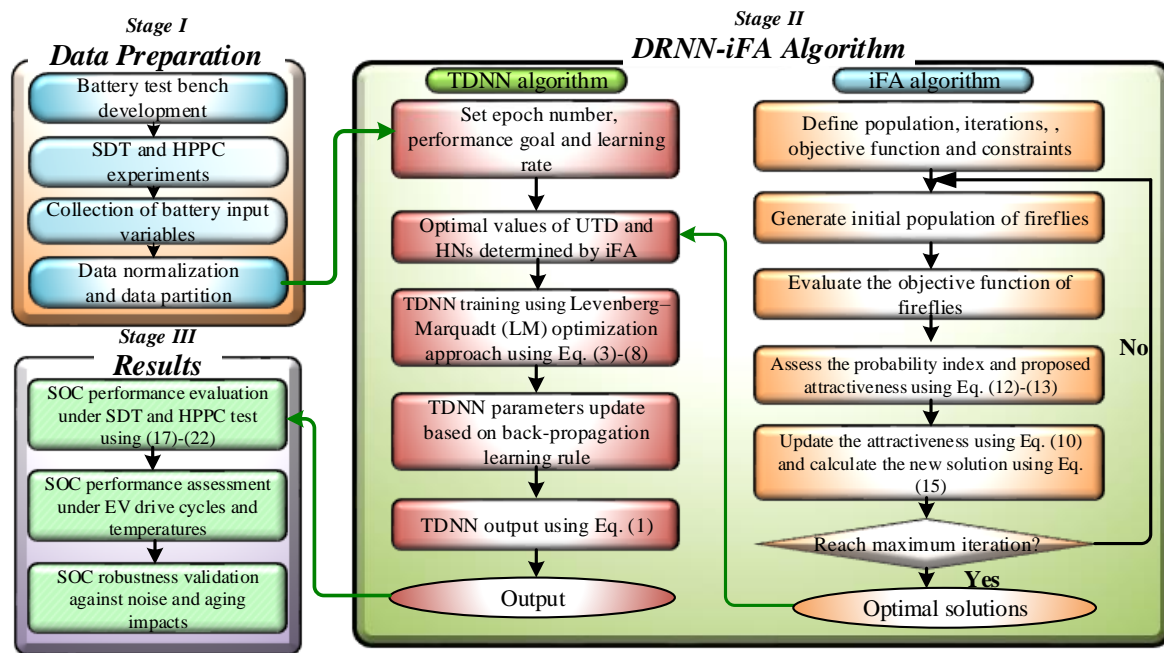 Stage I
Data Preparation
Battery test bench
development
SDT and HPPC
experiments
Collection of battery input
variables
Data normalization
and data partition
Stage II
DRNN-iFA Algorithm
TDNN algorithm
Set epoch number,
performance goal and learning
rate
Optimal values of UTD and
HNs determined by iFA
TDNN training using Levenberg–
Marquadt (LM) optimization
approach using Eq. (3)-(8)
TDNN parameters update
based on back-propagation
learning rule
TDNN output using Eq. (1)
Output
iFA algorithm
Define population, iterations, ,
objective function and constraints
Generate initial population of fireflies
Evaluate the objective function of
fireflies
Assess the probability index and proposed
attractiveness using Eq. (12)-(13)
Update the attractiveness using Eq. (10)
and calculate the new solution using Eq.
(15)
Reach maximum iteration?
No
Yes
Optimal solutions
Stage III
Results
SOC performance evaluation
under SDT and HPPC test
using (17)-(22)
SOC performance assessment
under EV drive cycles and
temperatures
SOC robustness validation
against noise and aging
impacts